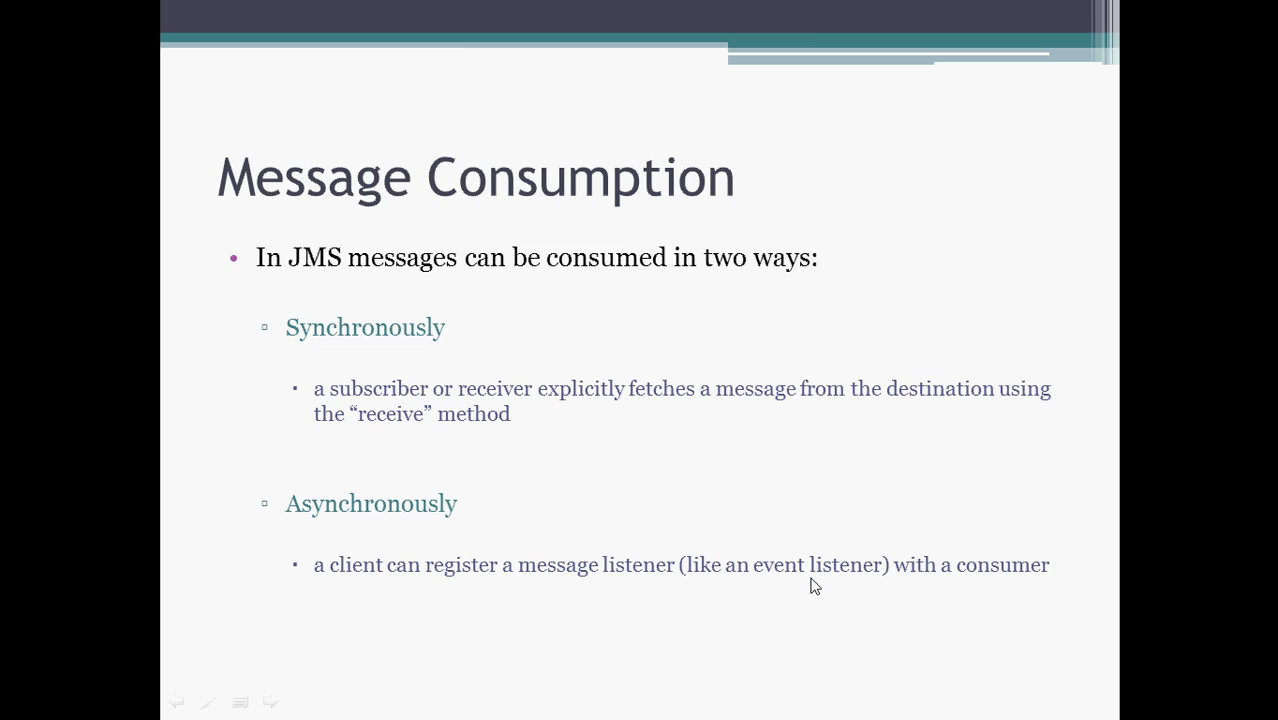 Message Consumption
• In JMS messages can be consumed in two ways:
▫ Synchronously
▪ a subscriber or receiver explicitly fetches a message from the destination using
the “receive” method
▫ Asynchronously
▪ a client can register a message listener (like an event listener) with a consumer